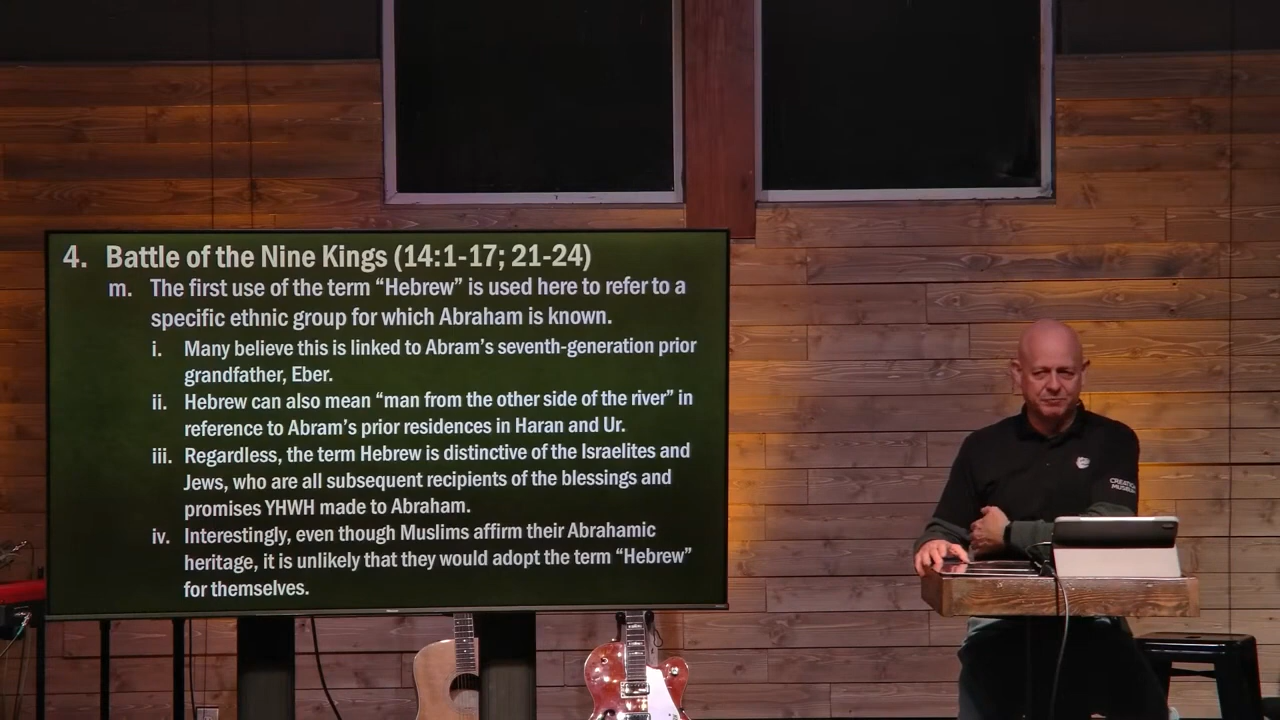 4. Battle of the Nine Kings (14:1-17; 21-24)
m. The first use of the term “Hebrew” is used here to refer to a
specific ethnic group for which Abraham is known.
i. Many believe this is linked to Abram’s seventh-generation prior
grandfather, Eber.
ii. Hebrew can also mean “man from the other side of the river” in
reference to Abram’s prior residences in Haran and Ur.
iii. Regardless, the term Hebrew is distinctive of the Israelites and
Jews, who are all subsequent recipients of the blessings and
promises YHWH made to Abraham.
iv. Interestingly, even though Muslims affirm their Abrahamic
heritage, it is unlikely that they would adopt the term “Hebrew”
for themselves.
CREATION
MUSEUM